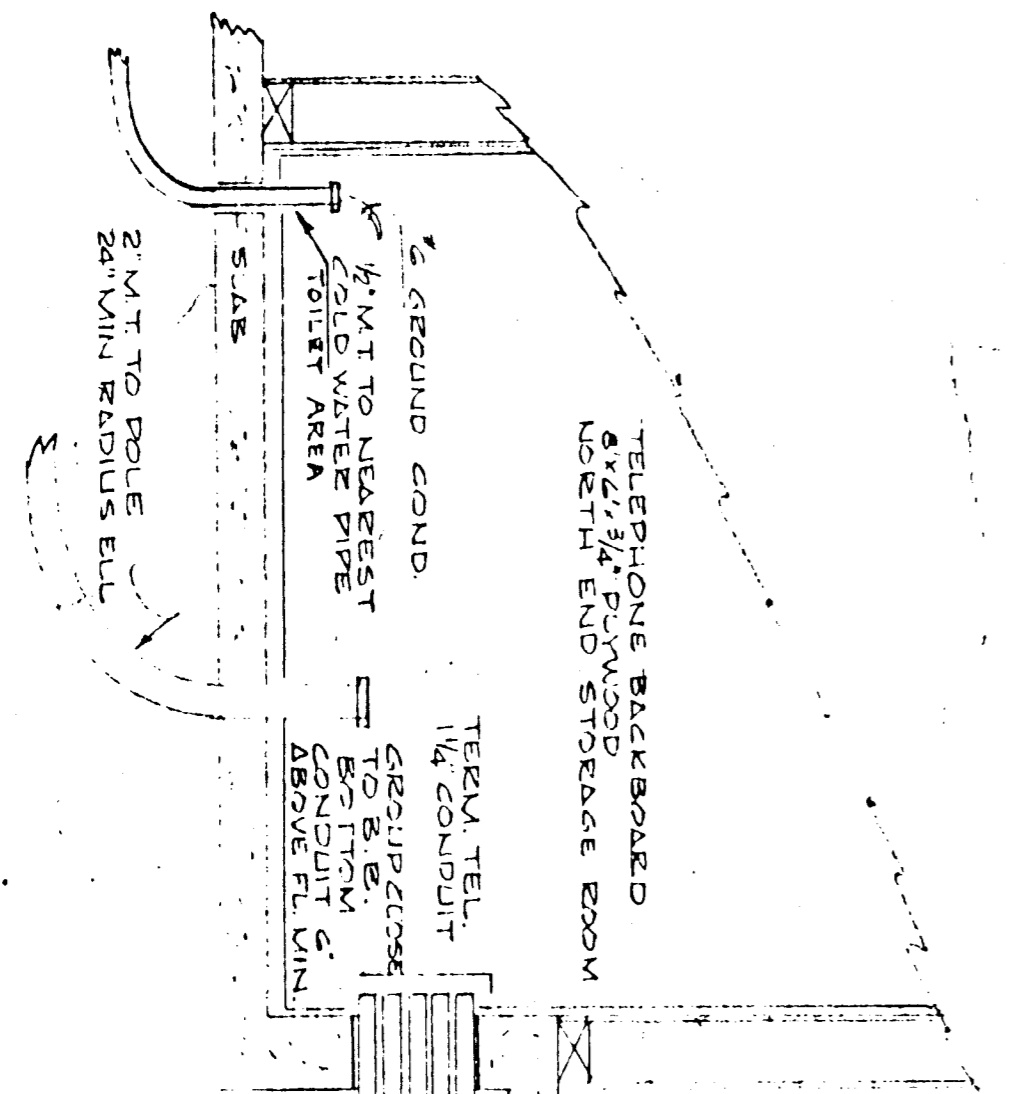 TELEPHONE BACKBOARD
8'x4'x3/4" PLYWOOD
NORTH END STORAGE ROOM
#6 GROUND COND.
1/2" M.T. TO NEAREST
COLD WATER PIPE
TOILET AREA
TERM. TEL.
1 1/4" CONDUIT
GROUP CLOSE
TO B.B.
BOTTOM
CONDUIT 6"
ABOVE FL. MIN.
SLAB
2" M.T. TO POLE
24" MIN RADIUS ELL